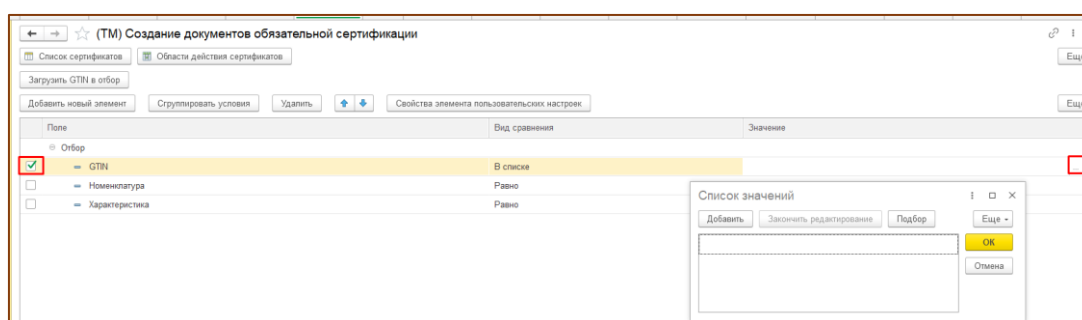 (ТМ) Создание документов обязательной сертификации
Список сертификатов Области действия сертификатов Еще
Загрузить GTIN в отбор
Добавить новый элемент Сгруппировать условия Удалить Свойства элемента пользовательских настроек Еще
Поле Вид сравнения Значение
Отбор
GTIN В списке
Номенклатура Равно
Характеристика Равно
Список значений
Добавить Закончить редактирование Подбор Еще
ОК
Отмена